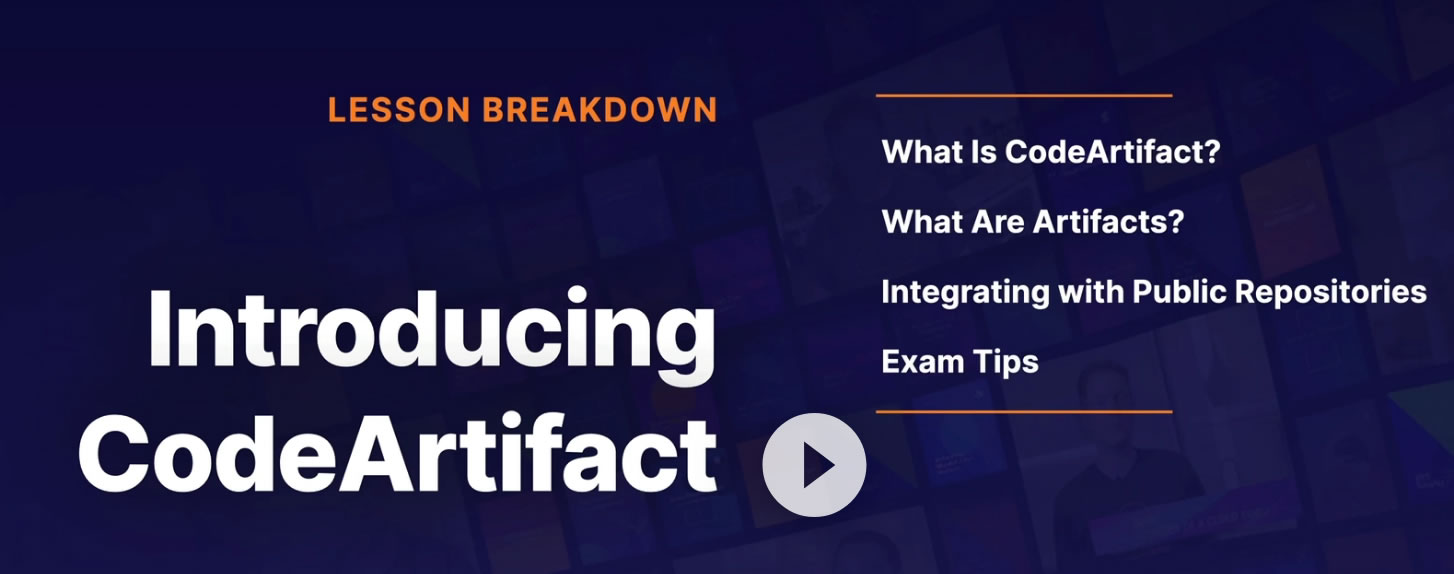 LESSON BREAKDOWN
Introducing
CodeArtifact
What Is CodeArtifact?
What Are Artifacts?
Integrating with Public Repositories
Exam Tips